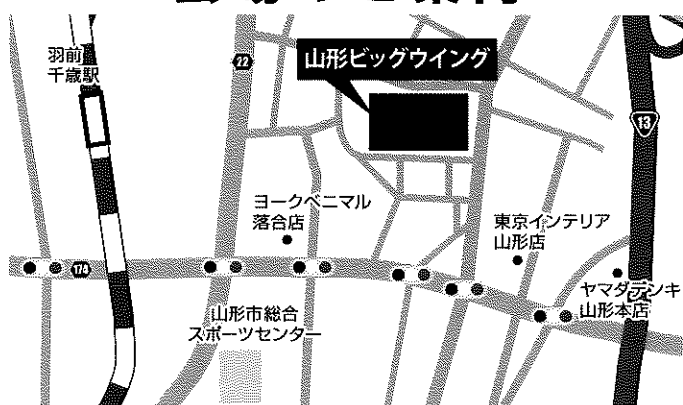 羽前
千歳駅
22
山形ビッグウイング
13
ヨークベニマル
落合店
東京インテリア
山形店
174
ヤマダデンキ
山形本店
山形市総合
スポーツセンター